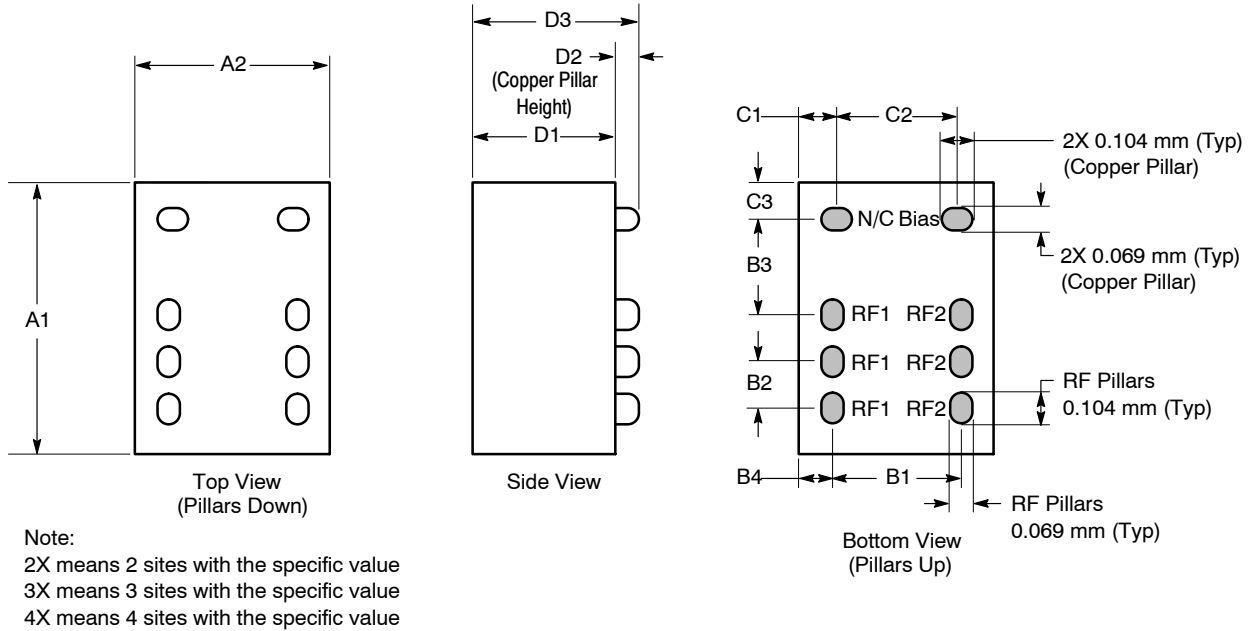 D3
A2
D2
(Copper Pillar
Height)
D1
C1
C2
2X 0.104 mm (Typ)
(Copper Pillar)
C3
N/C Bias
B3
2X 0.069 mm (Typ)
(Copper Pillar)
A1
RF1 RF2
RF1 RF2
B2
RF Pillars
0.104 mm (Typ)
RF1 RF2
B4
B1
RF Pillars
0.069 mm (Typ)
Top View
(Pillars Down)
Side View
Bottom View
(Pillars Up)
Note:
2X means 2 sites with the specific value
3X means 3 sites with the specific value
4X means 4 sites with the specific value